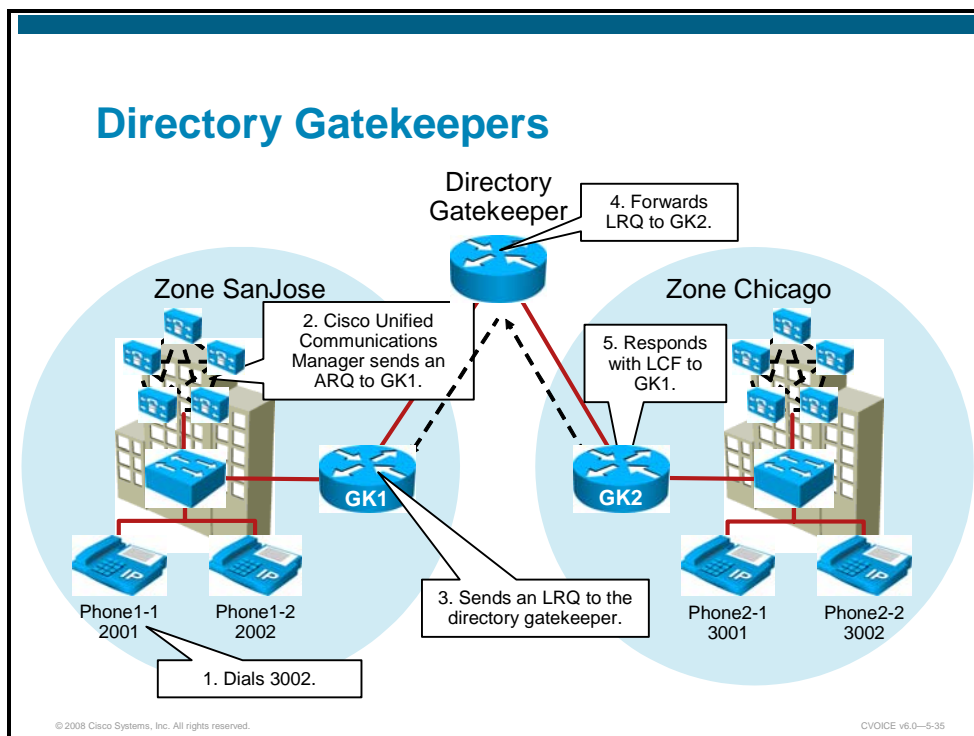 Directory Gatekeepers
Directory
Gatekeeper
4. Forwards
LRQ to GK2.
Zone SanJose
Zone Chicago
2. Cisco Unified
Communications
Manager sends an
ARQ to GK1.
5. Responds
with LCF to
GK1.
GK1
GK2
IP
IP
IP
IP
Phone1-1
2001
Phone1-2
2002
3. Sends an LRQ to the
directory gatekeeper.
Phone2-1
3001
Phone2-2
3002
1. Dials 3002.
© 2008 Cisco Systems, Inc. All rights reserved.
CVOICE v6.0—5-35